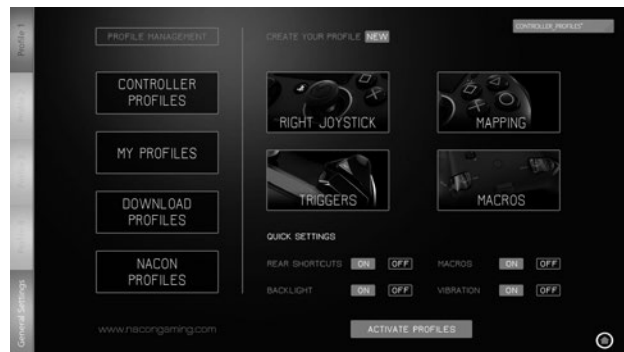 Profile 1
General Settings
PROFILE MANAGEMENT
CONTROLLER
PROFILES
MY PROFILES
DOWNLOAD
PROFILES
NACON
PROFILES
www.nacongaming.com
CREATE YOUR PROFILE NEW
CONTROLLER_PROFILES*
RIGHT JOYSTICK
MAPPING
TRIGGERS
MACROS
QUICK SETTINGS
REAR SHORTCUTS ON OFF
MACROS ON OFF
BACKLIGHT ON OFF
VIBRATION ON OFF
ACTIVATE PROFILES